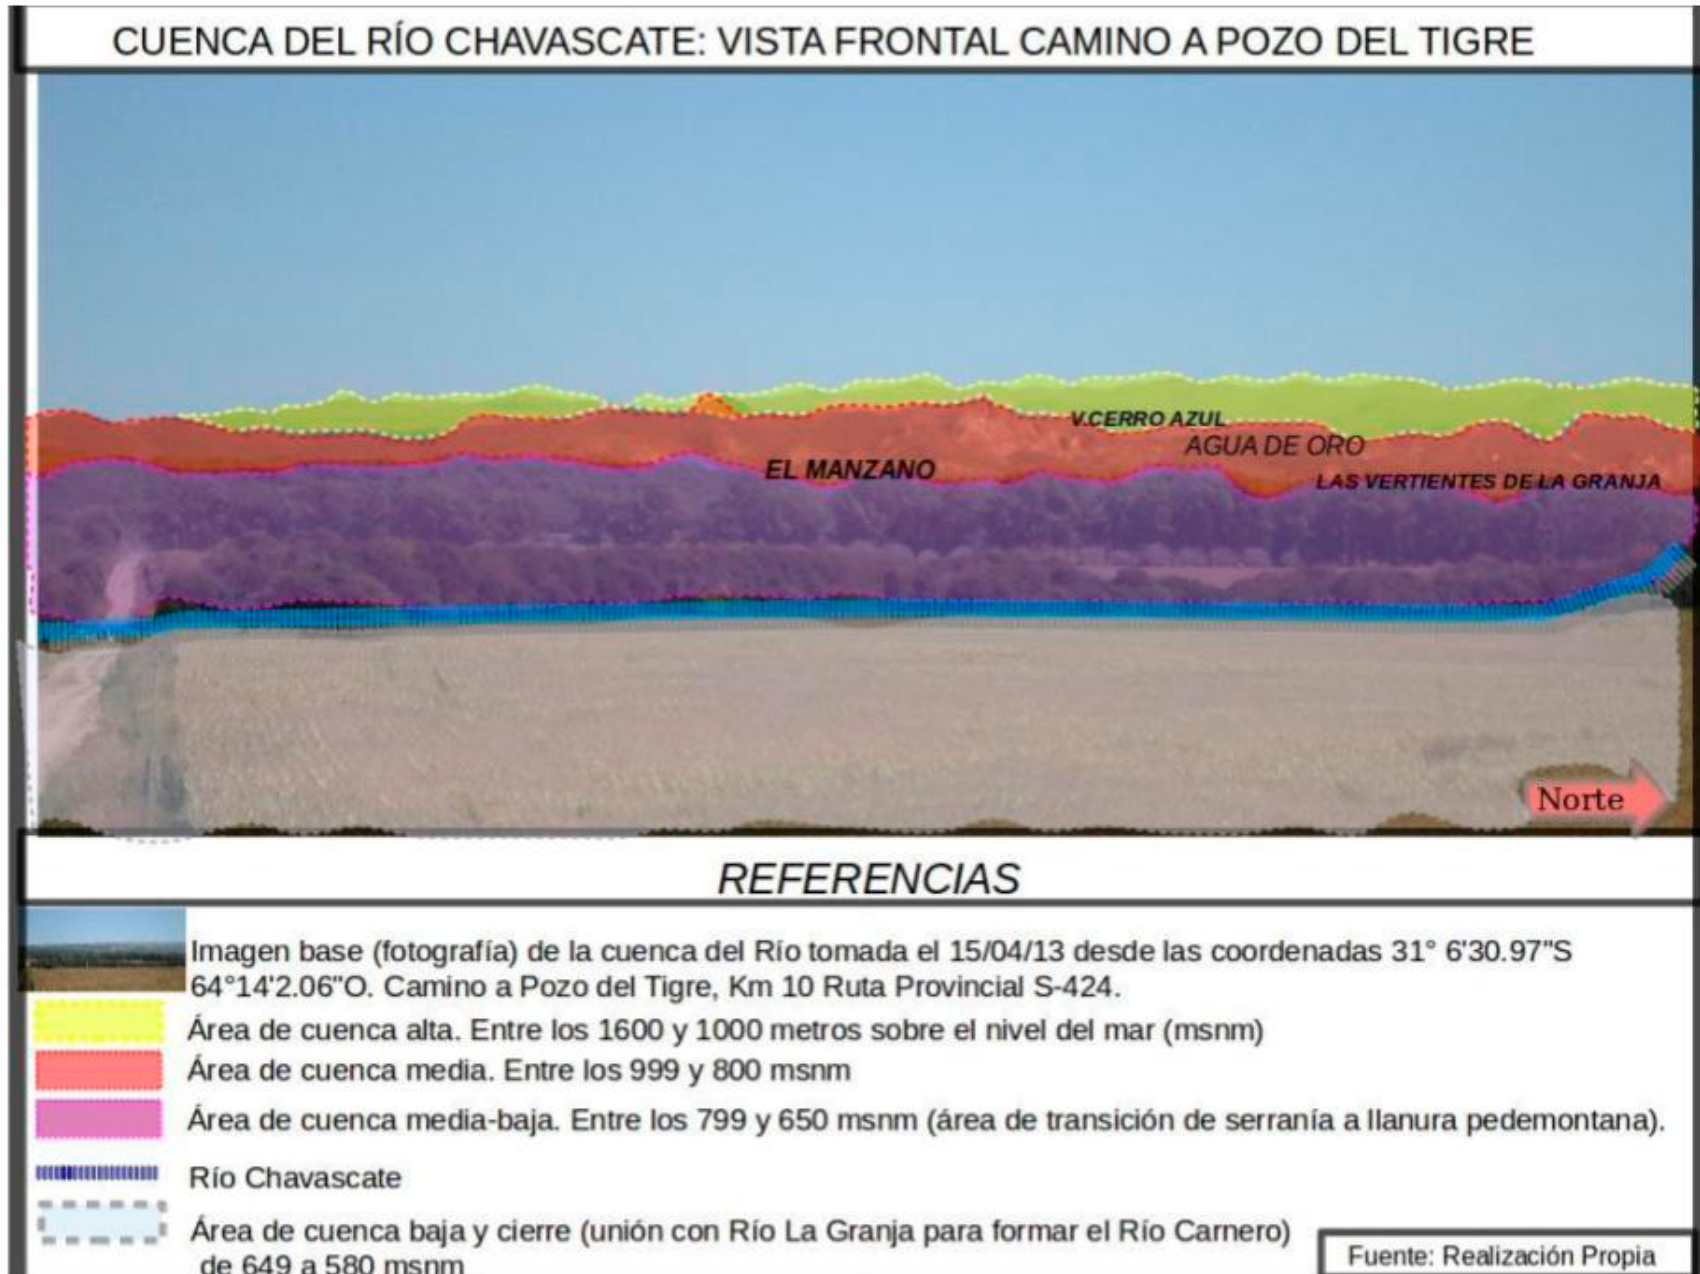 CUENCA DEL RÍO CHAVASCATE: VISTA FRONTAL CAMINO A POZO DEL TIGRE
V.CERRO AZUL
AGUA DE ORO
EL MANZANO
LAS VERTIENTES DE LA GRANJA
Norte
REFERENCIAS
Imagen base (fotografía) de la cuenca del Río tomada el 15/04/13 desde las coordenadas 31° 6'30.97"S
64°14'2.06"O. Camino a Pozo del Tigre, Km 10 Ruta Provincial S-424.
Área de cuenca alta. Entre los 1600 y 1000 metros sobre el nivel del mar (msnm)
Área de cuenca media. Entre los 999 y 800 msnm
Área de cuenca media-baja. Entre los 799 y 650 msnm (área de transición de serranía a llanura pedemontana).
Río Chavascate
Área de cuenca baja y cierre (unión con Río La Granja para formar el Río Carnero)
de 649 a 580 msnm
Fuente: Realización Propia